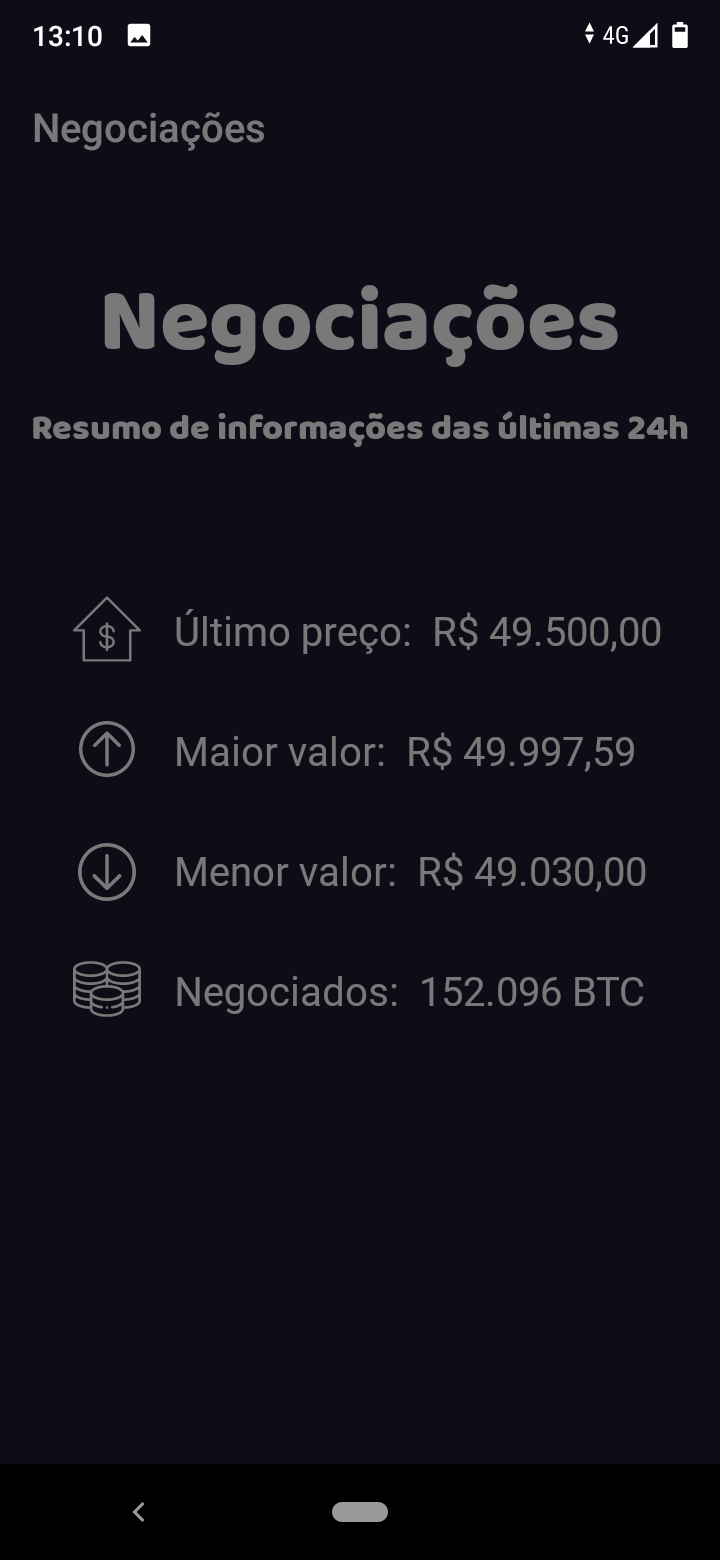 13:10 4G
Negociações
Negociações
Resumo de informações das últimas 24h
$ Último preço: R$ 49.500,00
Maior valor: R$ 49.997,59
Menor valor: R$ 49.030,00
Negociados: 152.096 BTC